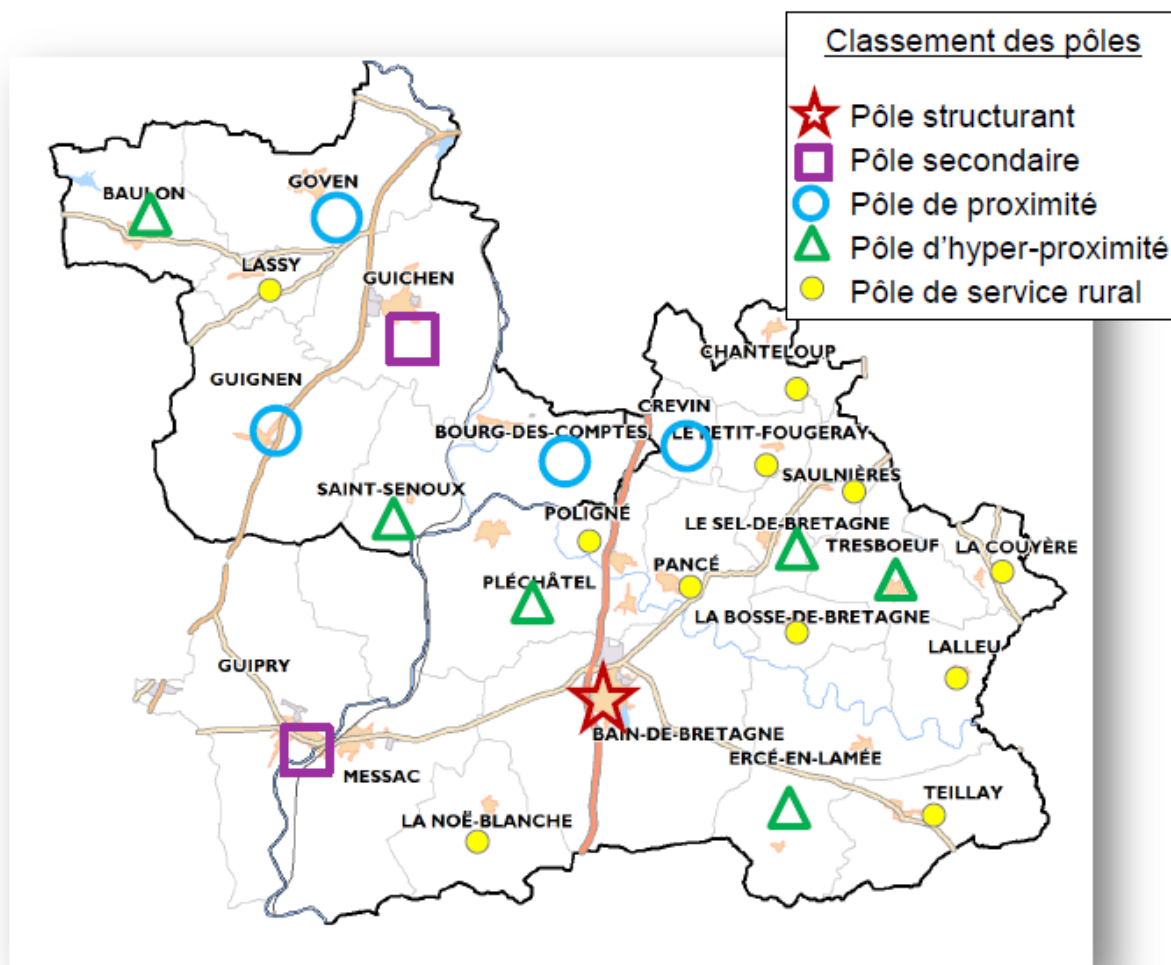 Classement des pôles
Pôle structurant
Pôle secondaire
Pôle de proximité
Pôle d'hyper-proximité
Pôle de service rural
GOVEN
BAULON
LASSY
GUICHEN
CHANTELOUP
GUIGNEN
CREVIN
BOURG-DES-COMPTES
LE PETIT-FOUGERAY
SAULNIÈRES
SAINT-SENOUX
POLIGNÉ
LE SEL-DE-BRETAGNE
TRESBOEUF
LA COUYÈRE
PANCÉ
PLÉCHÂTEL
LA BOSSE-DE-BRETAGNE
LALLEU
GUIPRY
BAIN-DE-BRETAGNE
ERCÉ-EN-LAMÉE
MESSAC
TEILLAY
LA NOË-BLANCHE